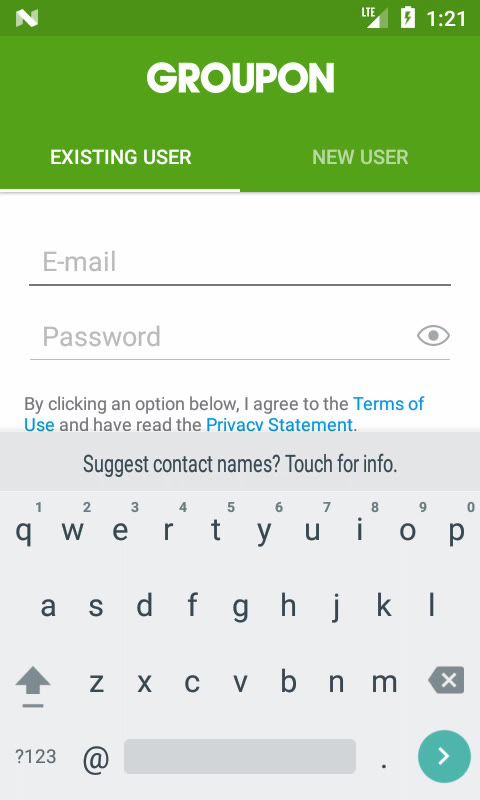 LTE 1:21
GROUPON
EXISTING USER NEW USER
E-mail
Password
By clicking an option below, I agree to the Terms of
Use and have read the Privacy Statement.
Suggest contact names? Touch for info.
1 2 3 4 5 6 7 8 9 0
q w e r t y u i o p
a s d f g h j k l
z x c v b n m
?123 @ .